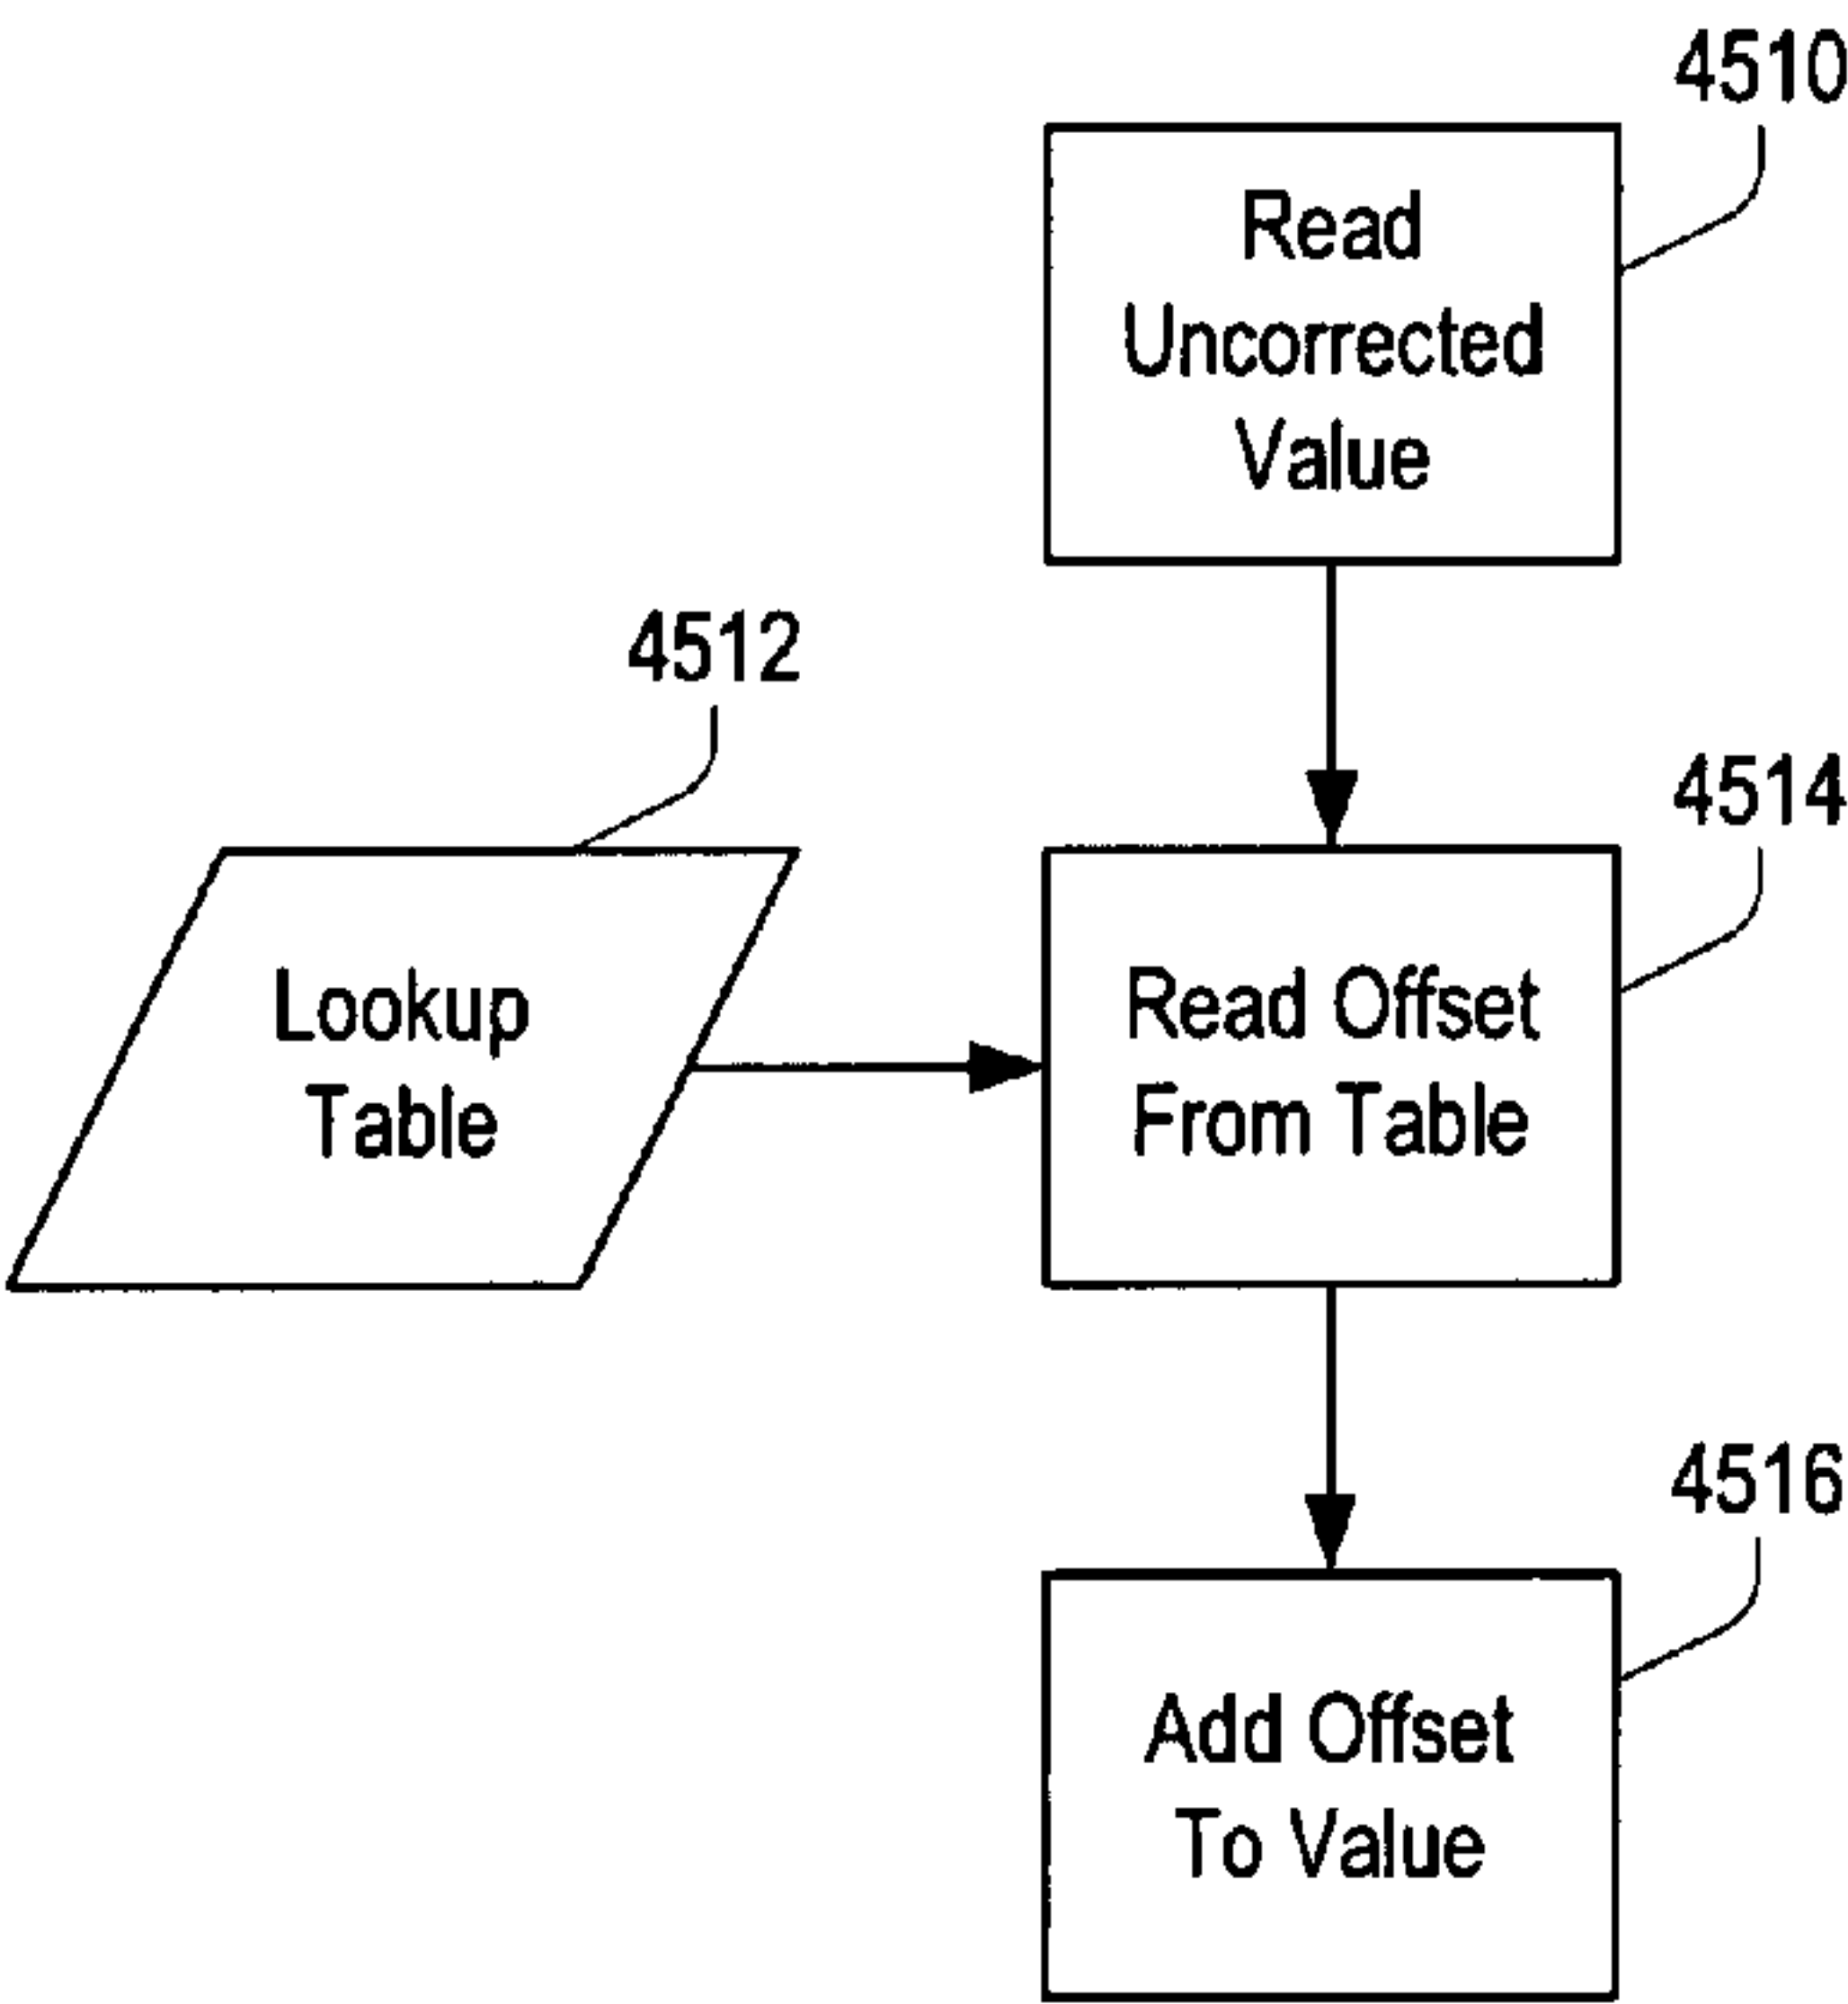 4510
Read
Uncorrected
Value
4512
Lookup
Table
4514
Read Offset
From Table
4516
Add Offset
To Value